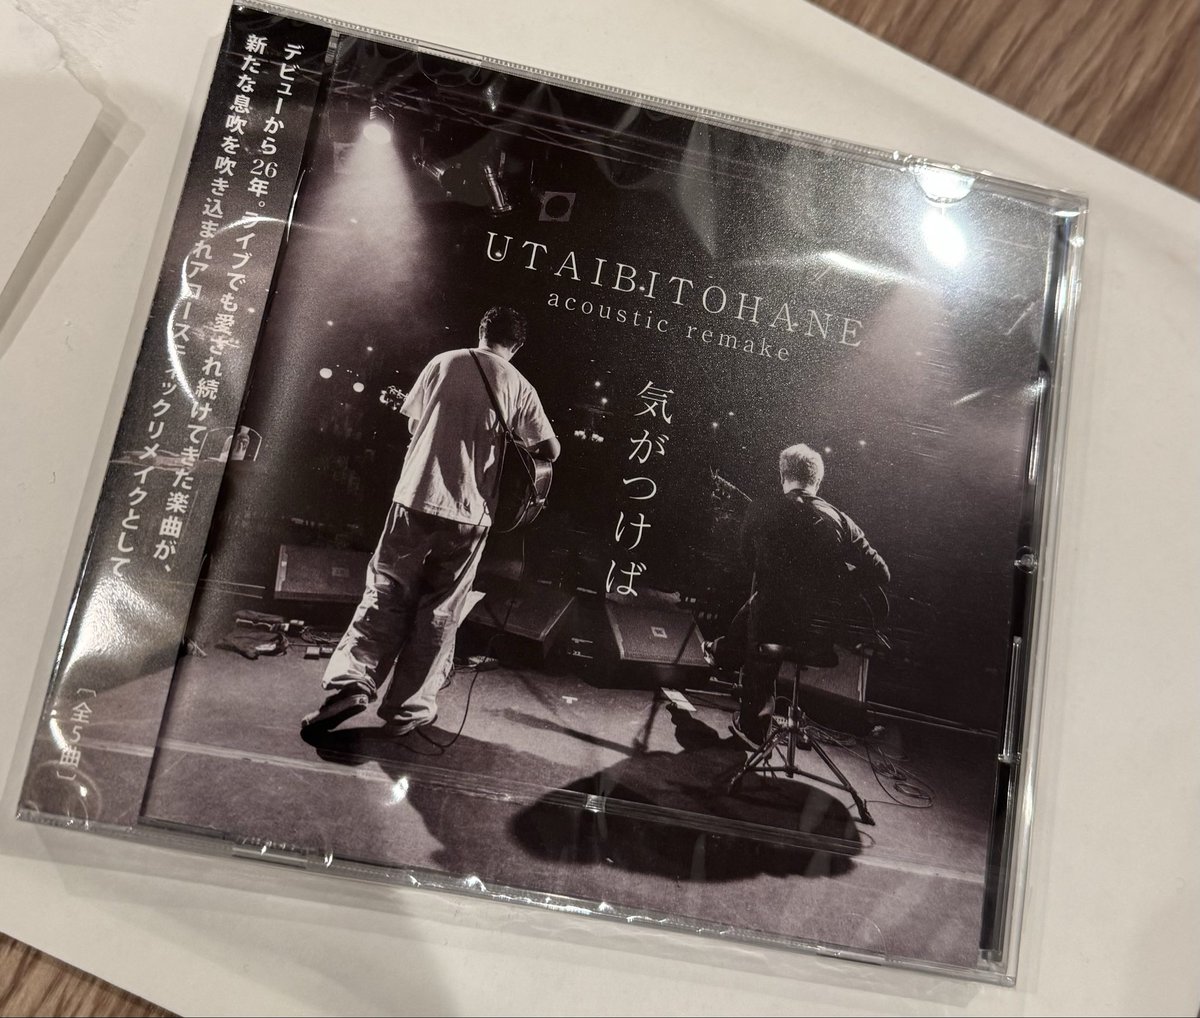 デビューから26年。ライブでも愛され続けてきた楽曲が、
新たな息吹を吹き込まれアコースティックリメイクとして
〔全5曲〕
UTAIBITOHANE
acoustic remake
気がつけば